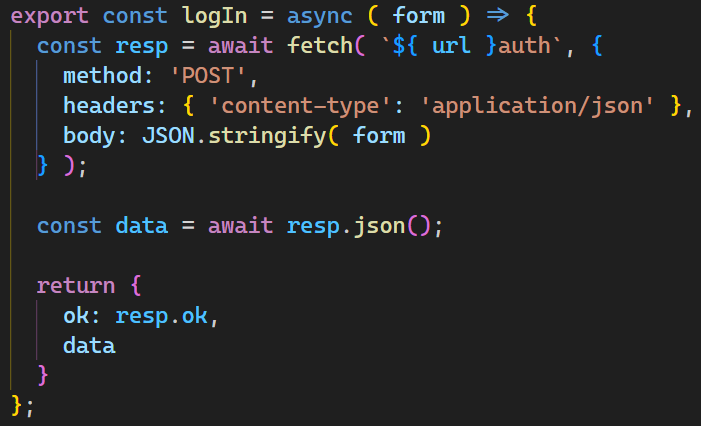 export const logIn = async ( form ) => {
  const resp = await fetch( `${ url }auth`, {
    method: 'POST',
    headers: { 'content-type': 'application/json' },
    body: JSON.stringify( form )
  } );

  const data = await resp.json();

  return {
    ok: resp.ok,
    data
  }
};